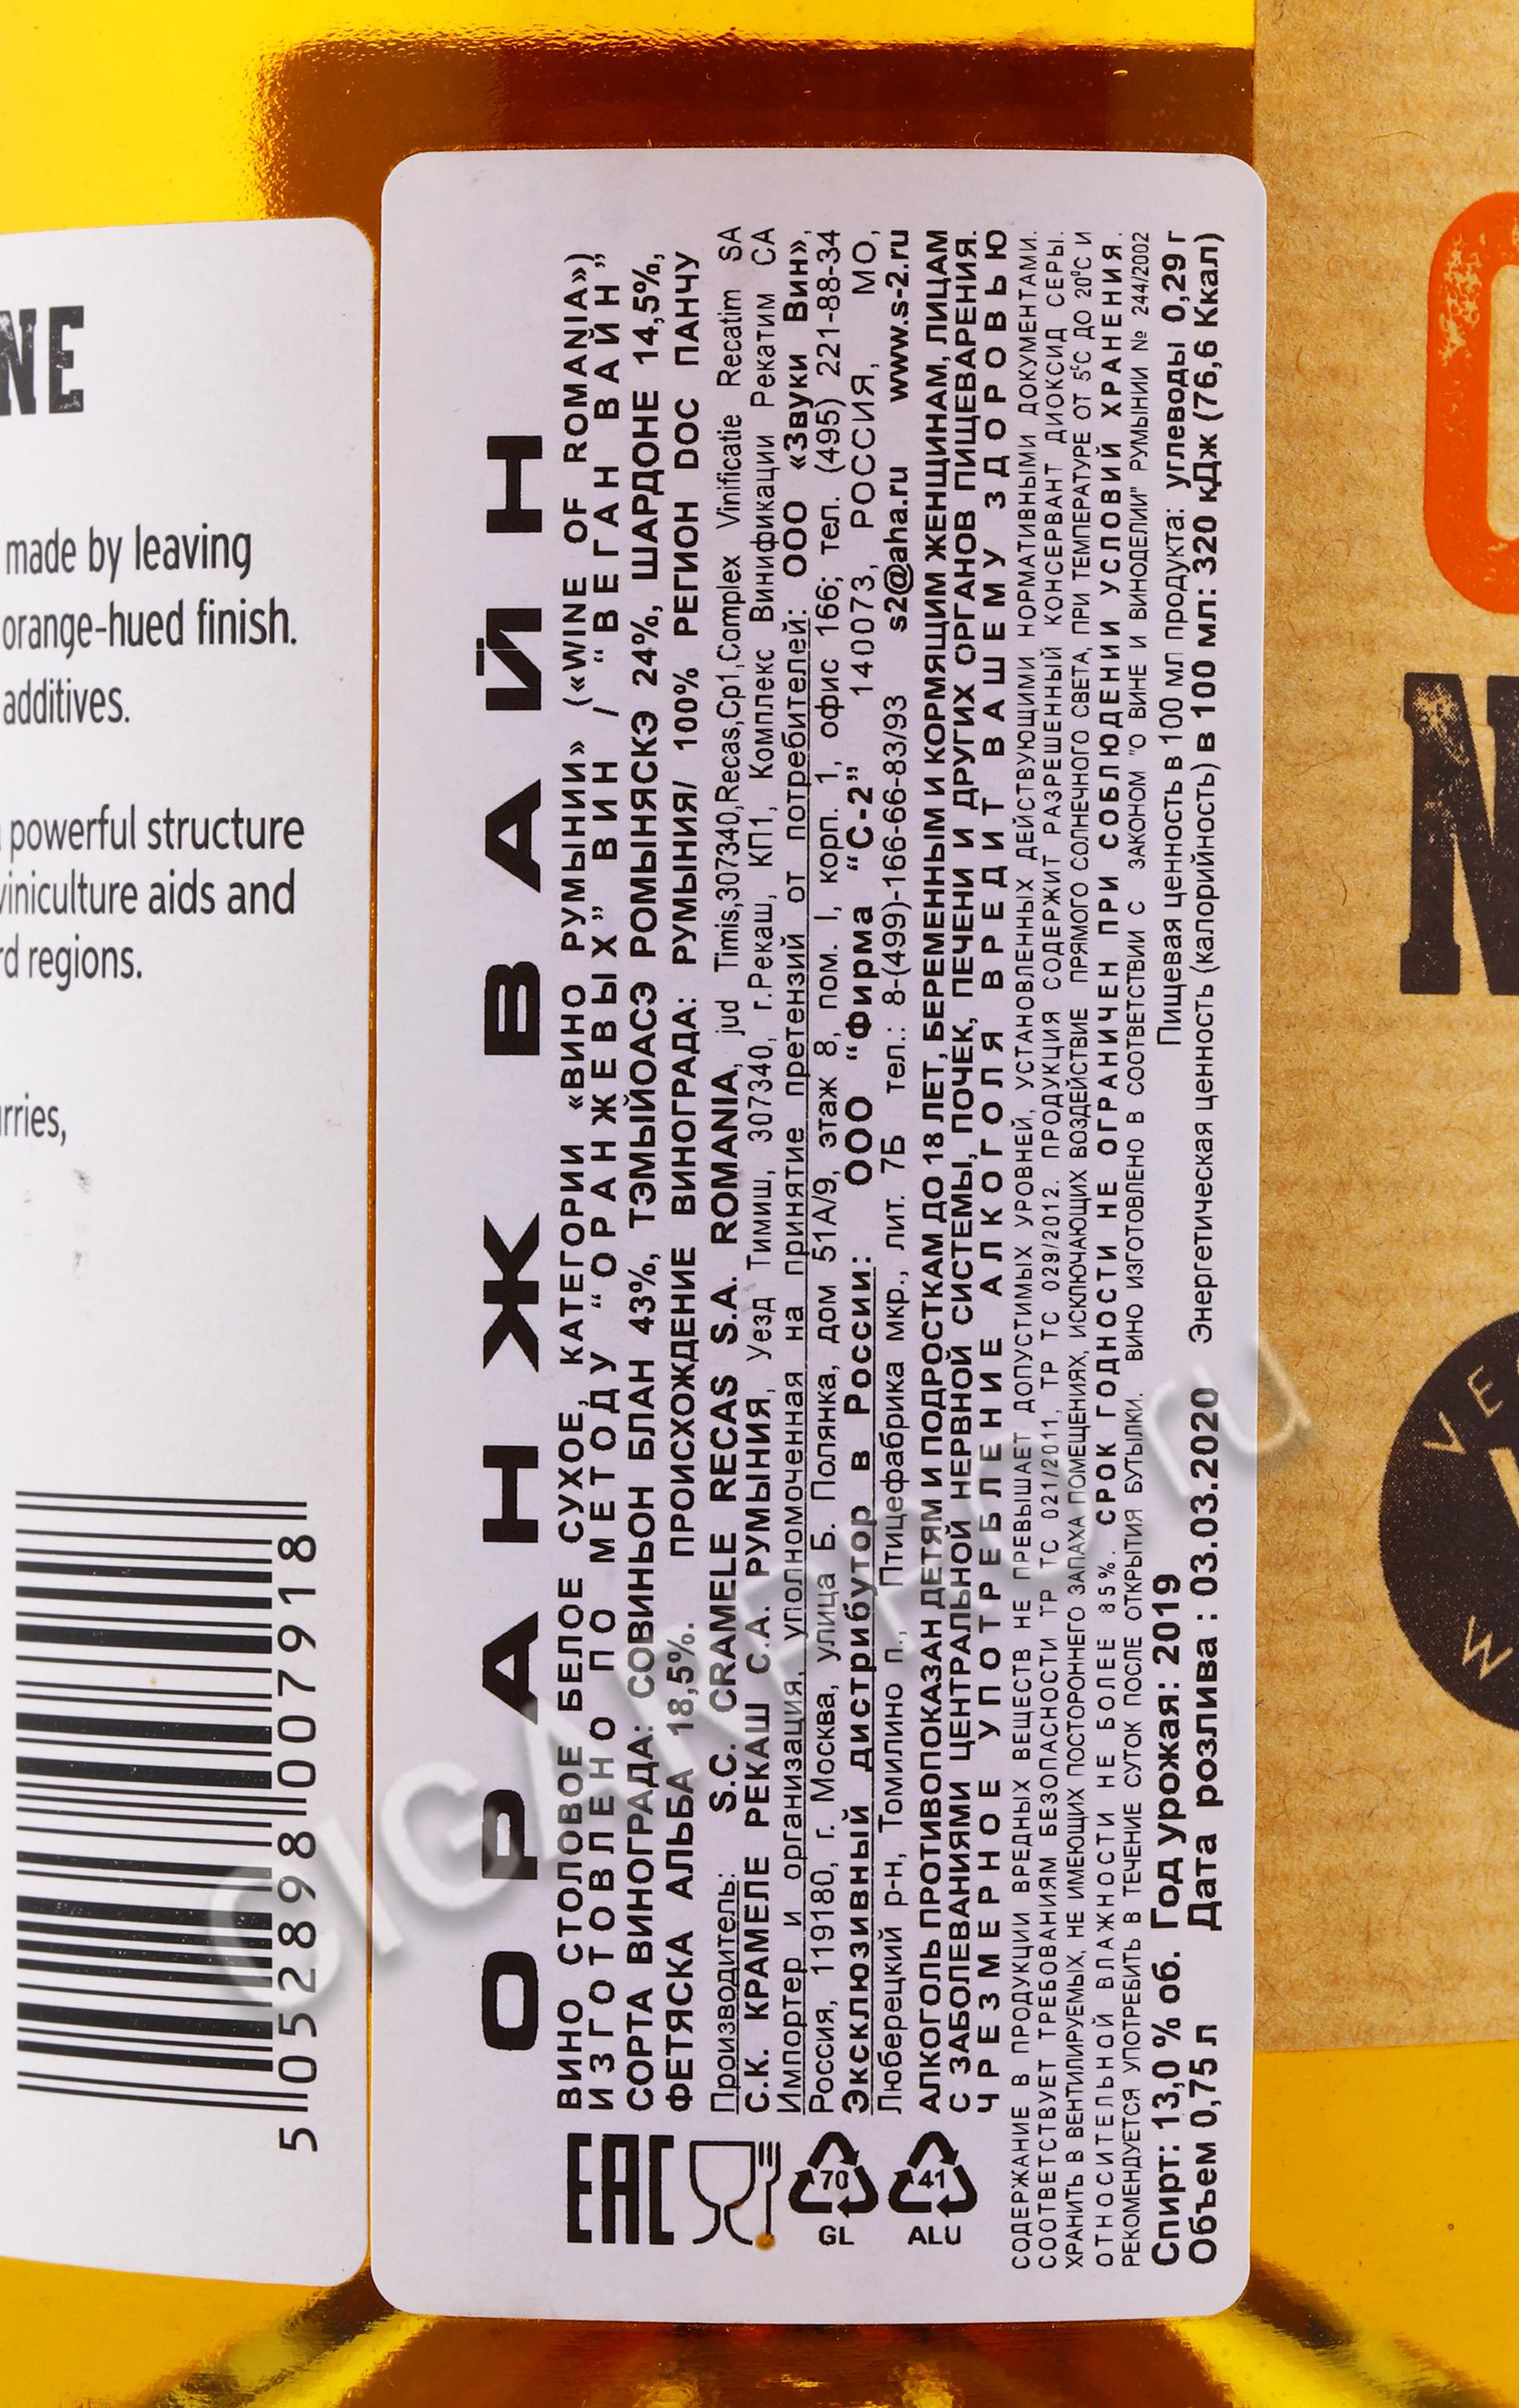 NE
made by leaving
orange-hued finish.
additives.
powerful structure
viniculture aids and
regions.
5 052898 007918
ОРАНЖ ВАЙН
ВИНО СТОЛОВОЕ БЕЛОЕ СУХОЕ, КАТЕГОРИИ «ВИНО РУМЫНИИ» («WINE OF ROMANIA»)
ИЗГОТОВЛЕНО ПО МЕТОДУ “ОРАНЖЕВЫХ” ВИН /“ВЕГАН ВАЙН”
СОРТА ВИНОГРАДА: СОВИНЬОН БЛАН 43%, ТЭМЫЙОАСЭ РОМЫНЯСКЭ 24%, ШАРДОНЕ 14,5%,
ФЕТЯСКА АЛЬБА 18,5%. ПРОИСХОЖДЕНИЕ ВИНОГРАДА: РУМЫНИЯ/ 100% РЕГИОН DOC ПАНЧУ
Производитель: S.C. CRAMELE RECAS S.A. ROMANIA, jud Timis,307340,Recas,Cp1,Complex Vinificatie Recatim SA
С.К. КРАМЕЛЕ РЕКАШ С.А. РУМЫНИЯ, Уезд Тимиш, 307340, г.Рекаш, КП1, Комплекс Винификации Рекатим СА
Импортер и организация, уполномоченная на принятие претензий от потребителей: ООО «Звуки Вин»,
Россия, 119180, г. Москва, улица Б. Полянка, дом 51А/9, этаж 8, пом. I, корп. 1, офис 166; тел. (495) 221-88-34
Эксклюзивный дистрибутор в России: ООО “Фирма “С-2” 140073, РОССИЯ, МО,
Люберецкий р-н, Томилино п., Птицефабрика мкр., лит. 7Б тел.: 8-(499)-166-66-83/93 s2@aha.ru www.s-2.ru
АЛКОГОЛЬ ПРОТИВОПОКАЗАН ДЕТЯМ И ПОДРОСТКАМ ДО 18 ЛЕТ, БЕРЕМЕННЫМ И КОРМЯЩИМ ЖЕНЩИНАМ, ЛИЦАМ
С ЗАБОЛЕВАНИЯМИ ЦЕНТРАЛЬНОЙ НЕРВНОЙ СИСТЕМЫ, ПОЧЕК, ПЕЧЕНИ И ДРУГИХ ОРГАНОВ ПИЩЕВАРЕНИЯ.
ЧРЕЗМЕРНОЕ УПОТРЕБЛЕНИЕ АЛКОГОЛЯ ВРЕДИТ ВАШЕМУ ЗДОРОВЬЮ
СОДЕРЖАНИЕ В ПРОДУКЦИИ ВРЕДНЫХ ВЕЩЕСТВ НЕ ПРЕВЫШАЕТ ДОПУСТИМЫХ УРОВНЕЙ, УСТАНОВЛЕННЫХ ДЕЙСТВУЮЩИМИ НОРМАТИВНЫМИ ДОКУМЕНТАМИ.
СООТВЕТСТВУЕТ ТРЕБОВАНИЯМ БЕЗОПАСНОСТИ ТР ТС 021/2011, ТР ТС 029/2012. ПРОДУКЦИЯ СОДЕРЖИТ РАЗРЕШЕННЫЙ КОНСЕРВАНТ ДИОКСИД СЕРЫ.
ХРАНИТЬ В ВЕНТИЛИРУЕМЫХ, НЕ ИМЕЮЩИХ ПОСТОРОННЕГО ЗАПАХА ПОМЕЩЕНИЯХ, ИСКЛЮЧАЮЩИХ ВОЗДЕЙСТВИЕ ПРЯМОГО СОЛНЕЧНОГО СВЕТА, ПРИ ТЕМПЕРАТУРЕ ОТ 5°C ДО 20°C И
ОТНОСИТЕЛЬНОЙ ВЛАЖНОСТИ НЕ БОЛЕЕ 85%. СРОК ГОДНОСТИ НЕ ОГРАНИЧЕН ПРИ СОБЛЮДЕНИИ УСЛОВИЙ ХРАНЕНИЯ.
РЕКОМЕНДУЕТСЯ УПОТРЕБИТЬ В ТЕЧЕНИЕ СУТОК ПОСЛЕ ОТКРЫТИЯ БУТЫЛКИ. ВИНО ИЗГОТОВЛЕНО В СООТВЕТСТВИИ С ЗАКОНОМ "О ВИНЕ И ВИНОДЕЛИИ" РУМЫНИИ № 244/2002
Спирт: 13,0 % об. Год урожая: 2019 Пищевая ценность в 100 мл продукта: углеводы 0,29 г
Объем 0,75 л Дата розлива : 03.03.2020 Энергетическая ценность (калорийность) в 100 мл: 320 кДж (76,6 Ккал)
EAC
70
GL
41
ALU
CIGARPRO.ru